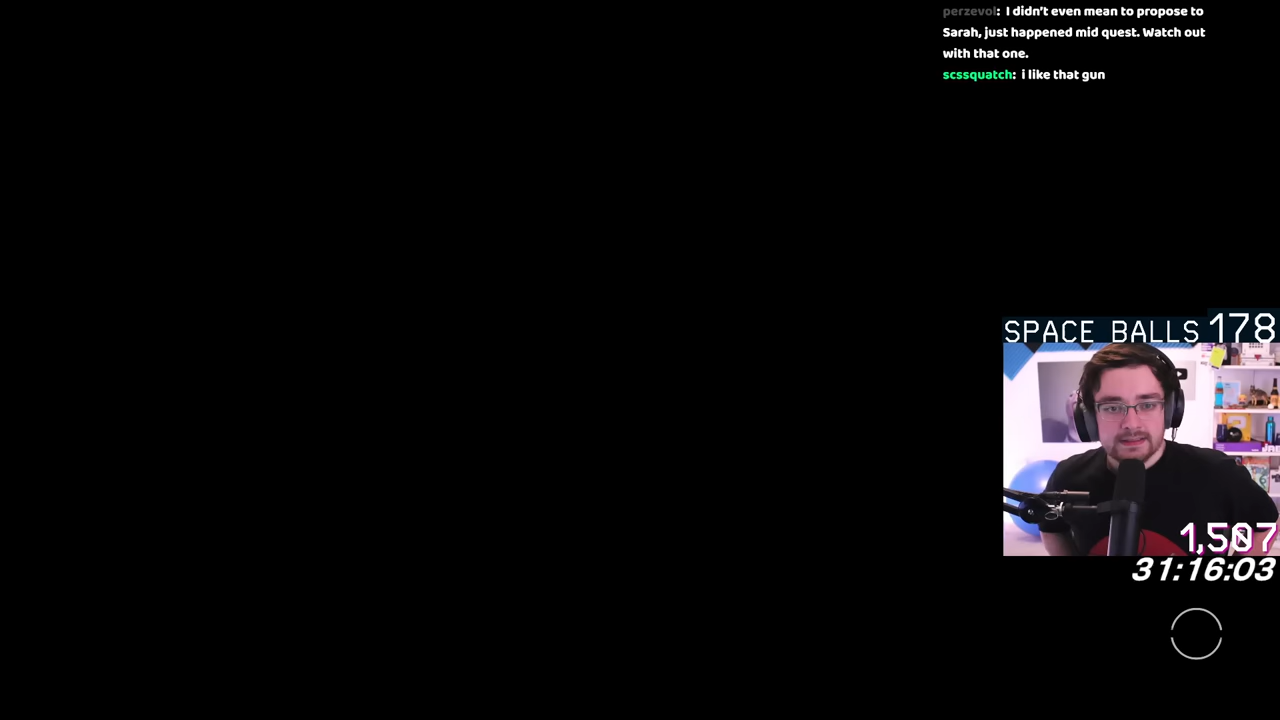 perzevol: I didn't even mean to propose to
Sarah, just happened mid quest. Watch out
with that one.
scssquatch: i like that gun
SPACE BALLS 178
1,507
31:16:03